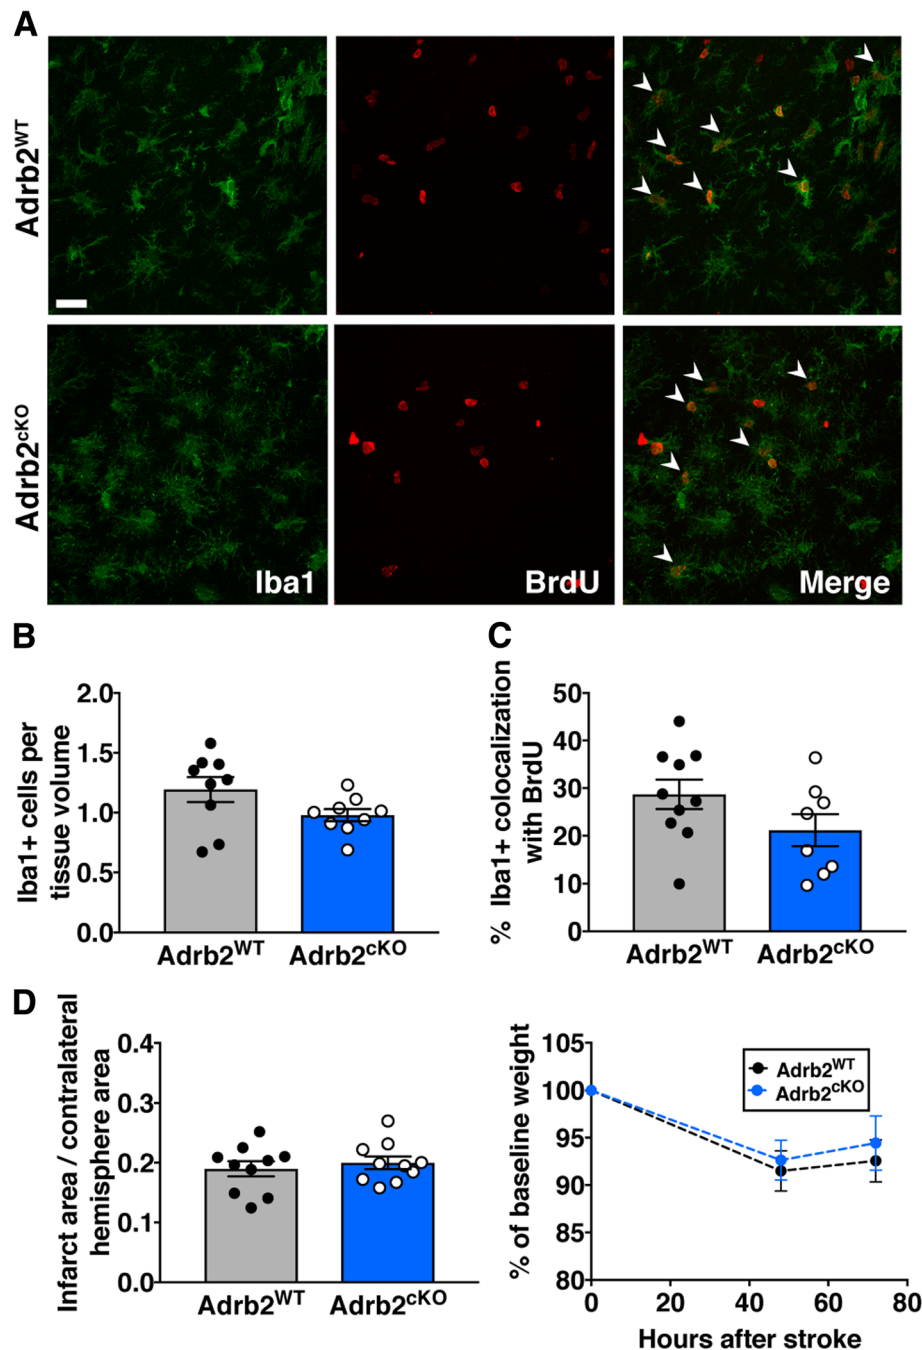 A
Adrb2WT
Adrb2cKO
Iba1
BrdU
Merge
B
Iba1+ cells per
tissue volume
2.0
1.5
1.0
0.5
0.0
Adrb2WT
Adrb2cKO
C
% Iba1+ colocalization
with BrdU
50
40
30
20
10
0
Adrb2WT
Adrb2cKO
D
Infarct area / contralateral
hemisphere area
0.4
0.3
0.2
0.1
0.0
Adrb2WT
Adrb2cKO
% of baseline weight
105
100
95
90
85
80
Adrb2WT
Adrb2cKO
0
20
40
60
80
Hours after stroke